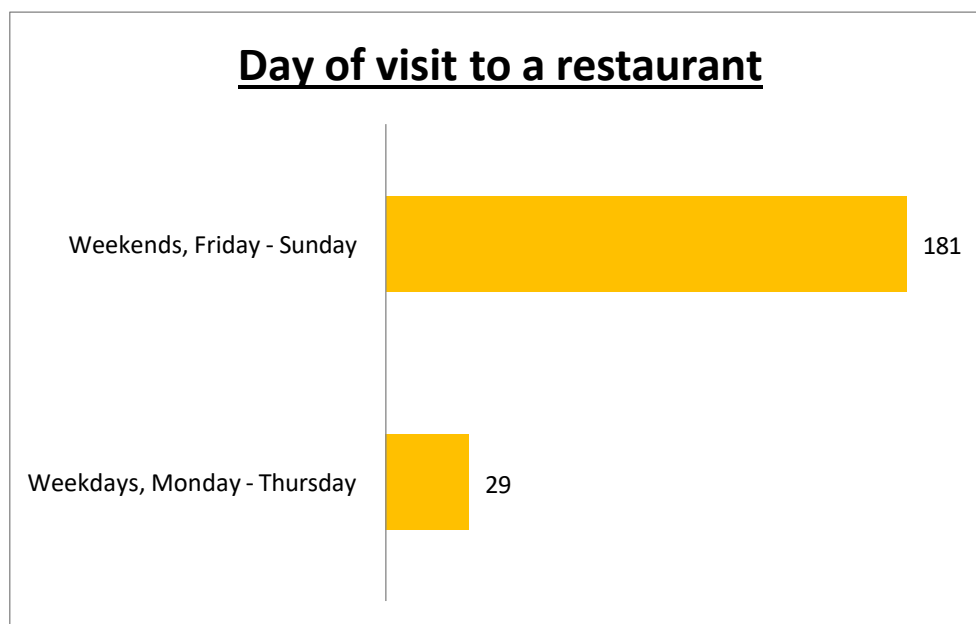 Day of visit to a restaurant
Weekends, Friday - Sunday
181
Weekdays, Monday - Thursday
29